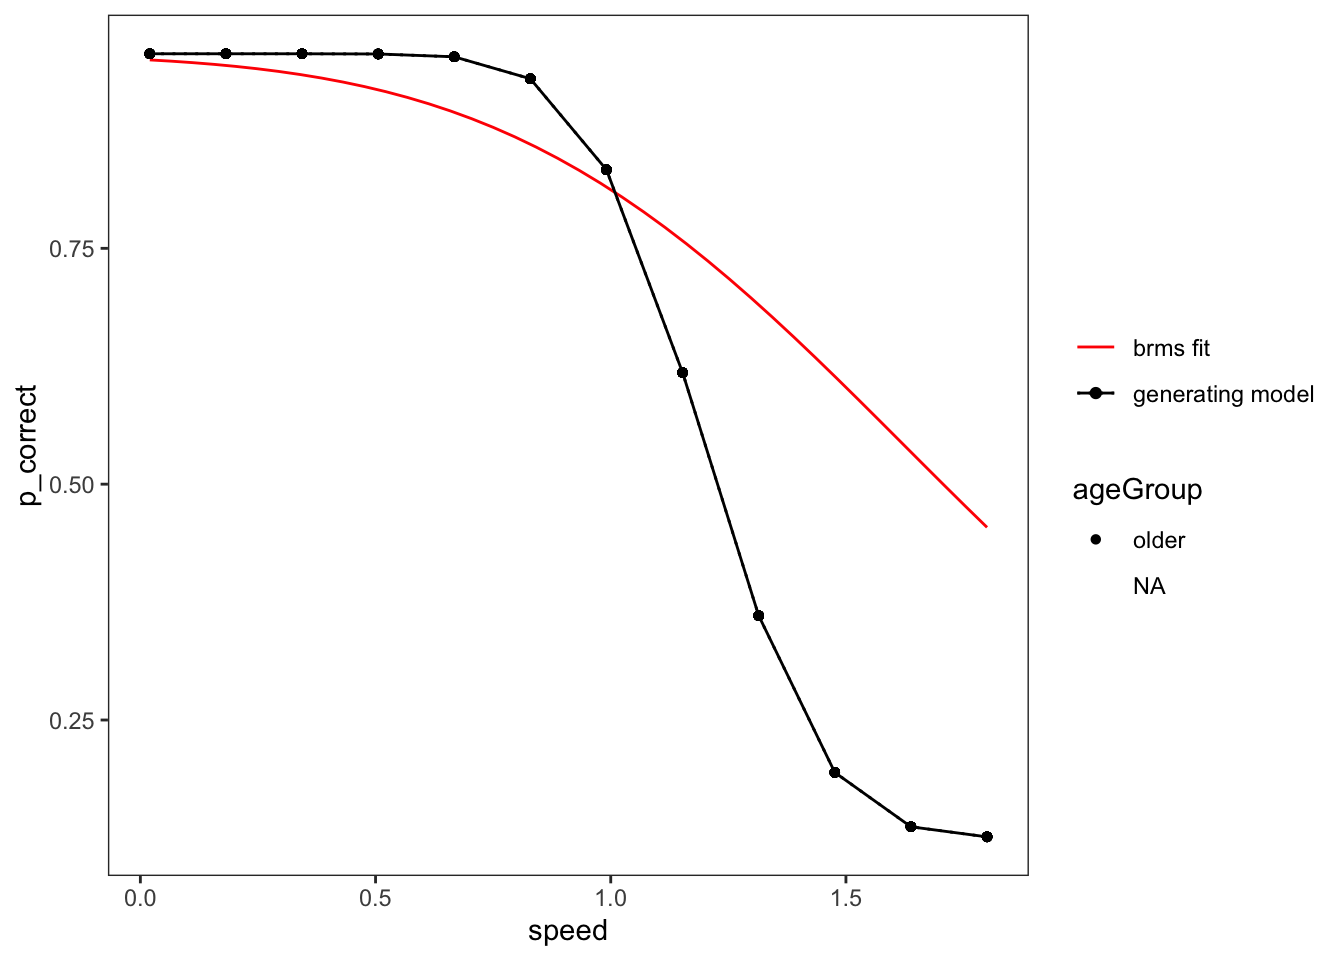 p_correct
0.75
0.50
0.25
0.0
0.5
1.0
1.5
speed
brms fit
generating model
ageGroup
older
NA